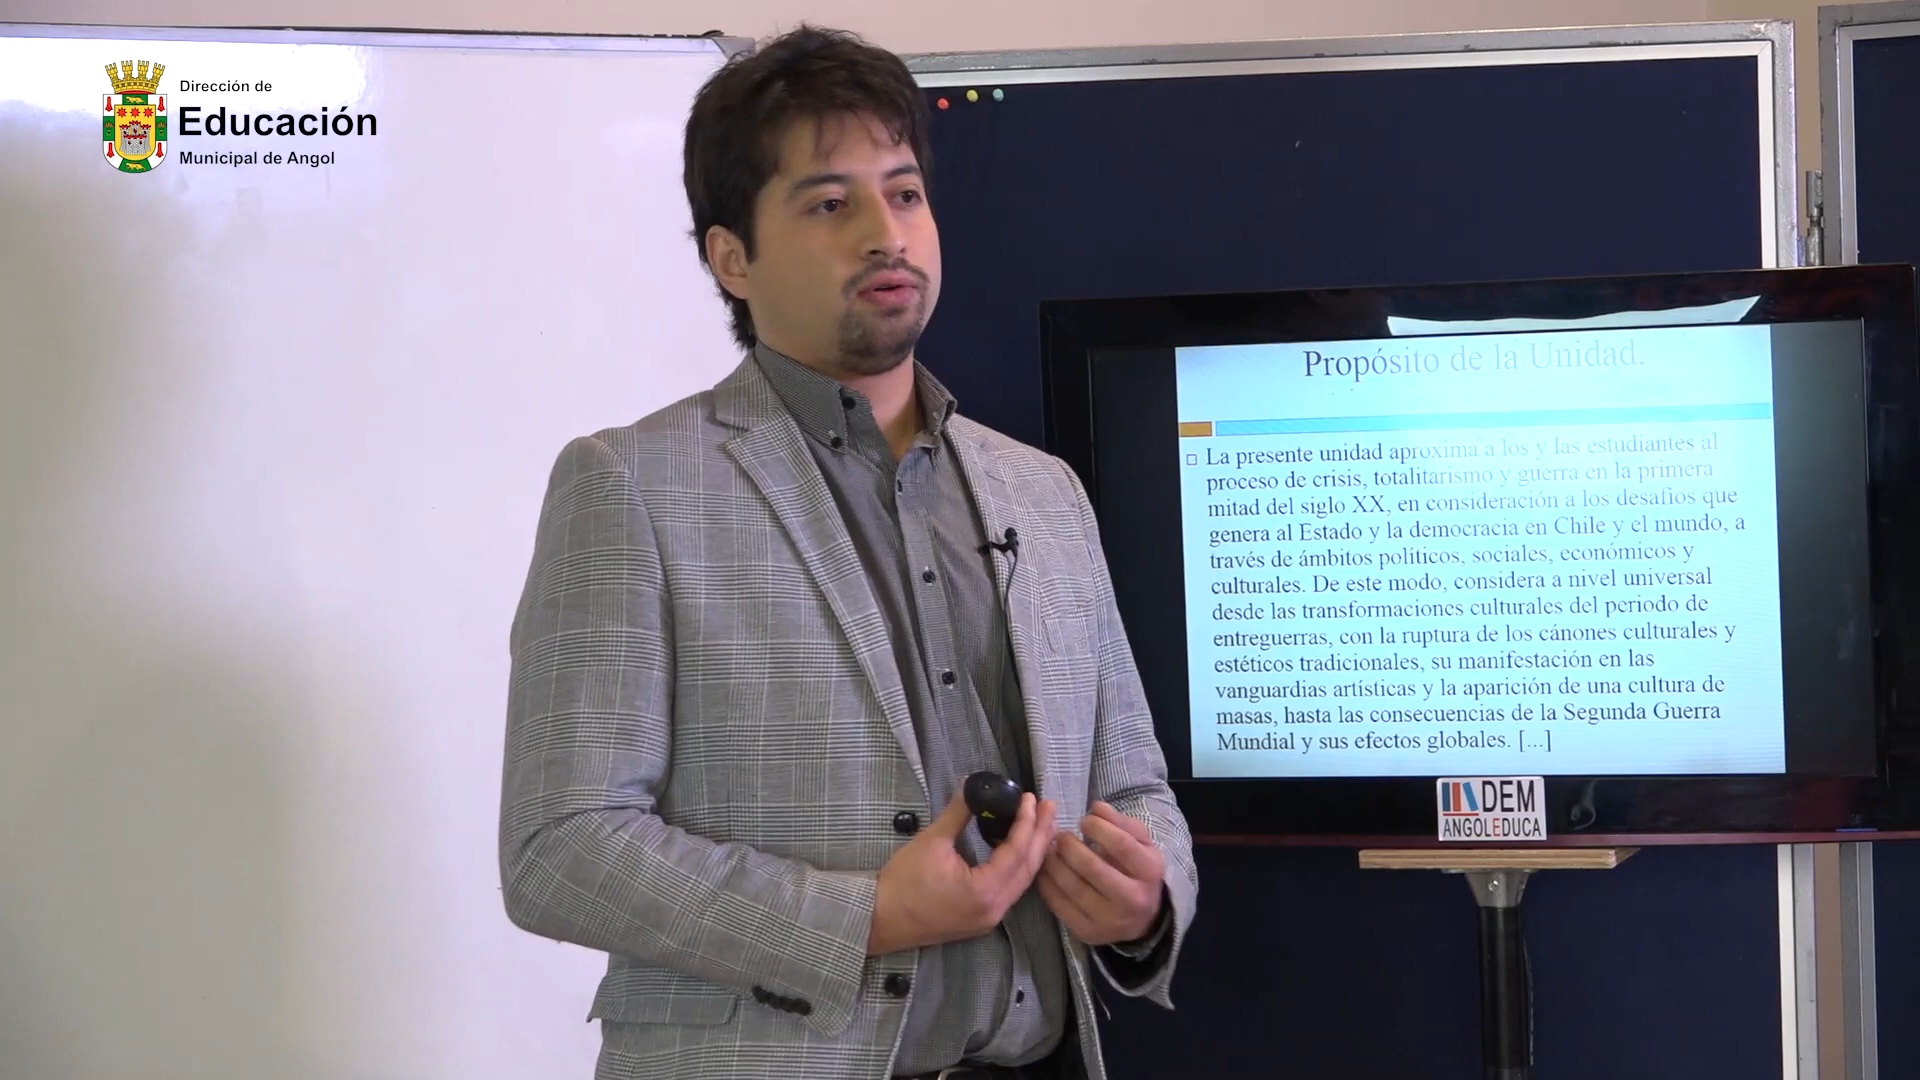 Dirección de
Educación
Municipal de Angol
Propósito de la Unidad.
La presente unidad aproxima a los y las estudiantes al
proceso de crisis, totalitarismo y guerra en la primera
mitad del siglo XX, en consideración a los desafíos que
genera al Estado y la democracia en Chile y el mundo, a
través de ámbitos políticos, sociales, económicos y
culturales. De este modo, considera a nivel universal
desde las transformaciones culturales del periodo de
entreguerras, con la ruptura de los cánones culturales y
estéticos tradicionales, su manifestación en las
vanguardias artísticas y la aparición de una cultura de
masas, hasta las consecuencias de la Segunda Guerra
Mundial y sus efectos globales. [...]
DEM
ANGOLEDUCA